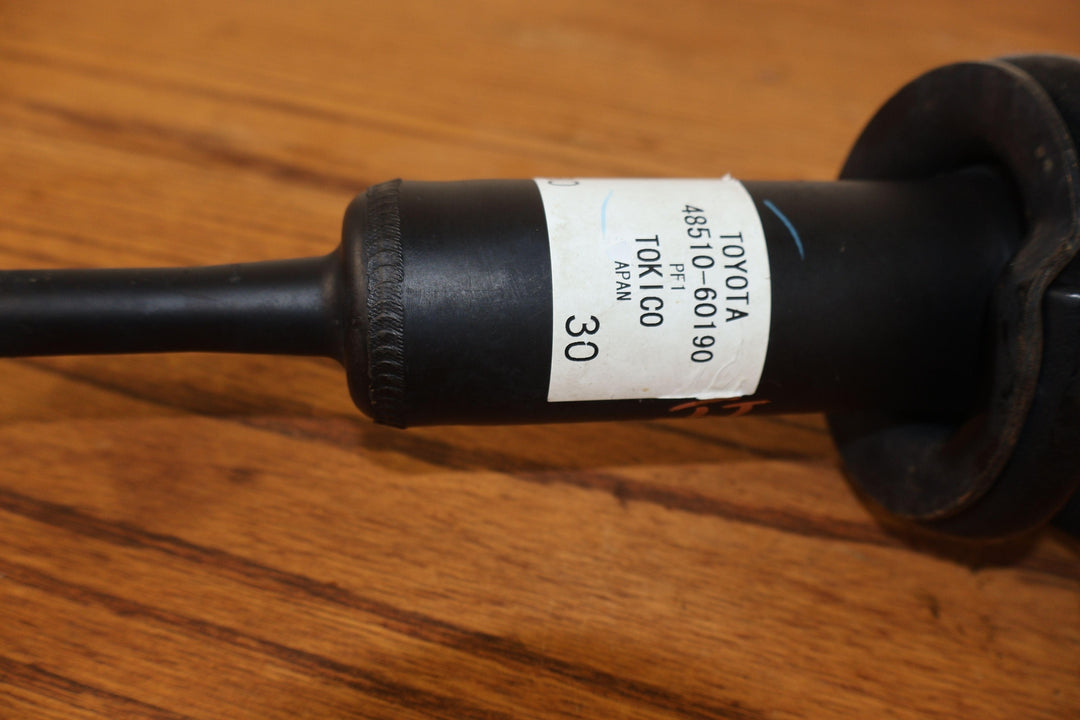 TOYOTA
48510-60190
PF1
TOKICO
APAN
30